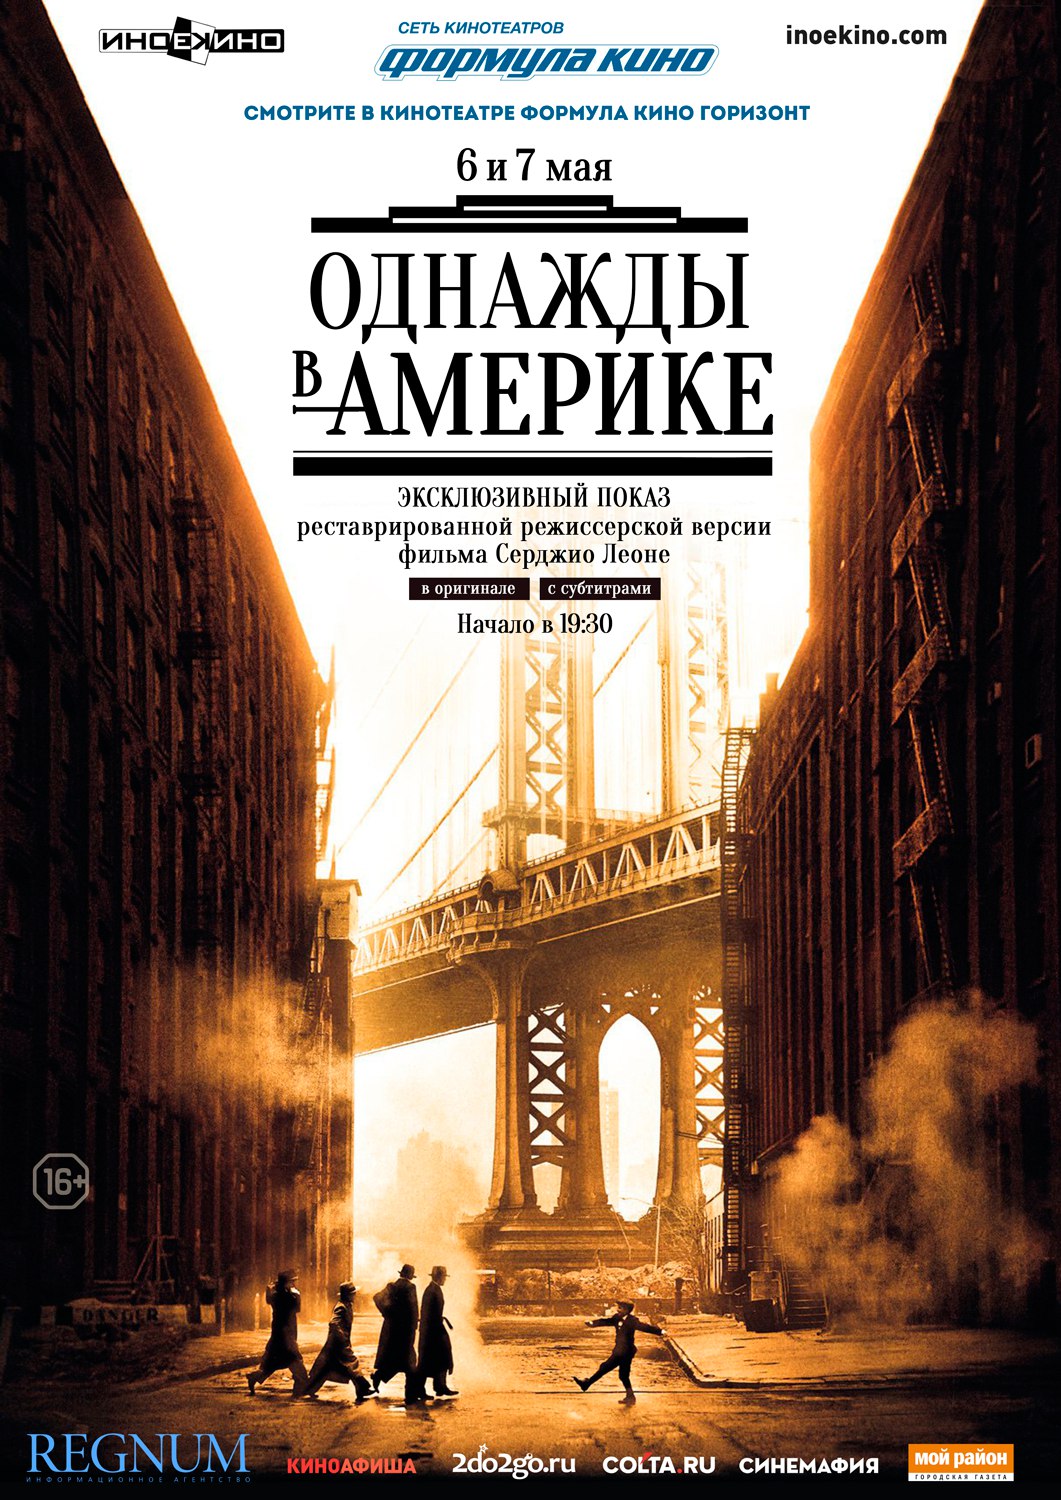 ИНОЕКИНО
СЕТЬ КИНОТЕАТРОВ
ФОРМУЛА КИНО
inoekino.com
СМОТРИТЕ В КИНОТЕАТРЕ ФОРМУЛА КИНО ГОРИЗОНТ
6 и 7 мая
ОДНАЖДЫ
В АМЕРИКЕ
ЭКСКЛЮЗИВНЫЙ ПОКАЗ
реставрированной режиссерской версии
фильма Серджио Леоне
в оригинале с субтитрами
Начало в 19:30
16+
DANGER
REGNUM
ИНФОРМАЦИОННОЕ АГЕНТСТВО
КИНОАФИША
2do2go.ru
COLTA.RU
СИНЕМАФИЯ
МОЙ РАЙОН
ГОРОДСКАЯ ГАЗЕТА